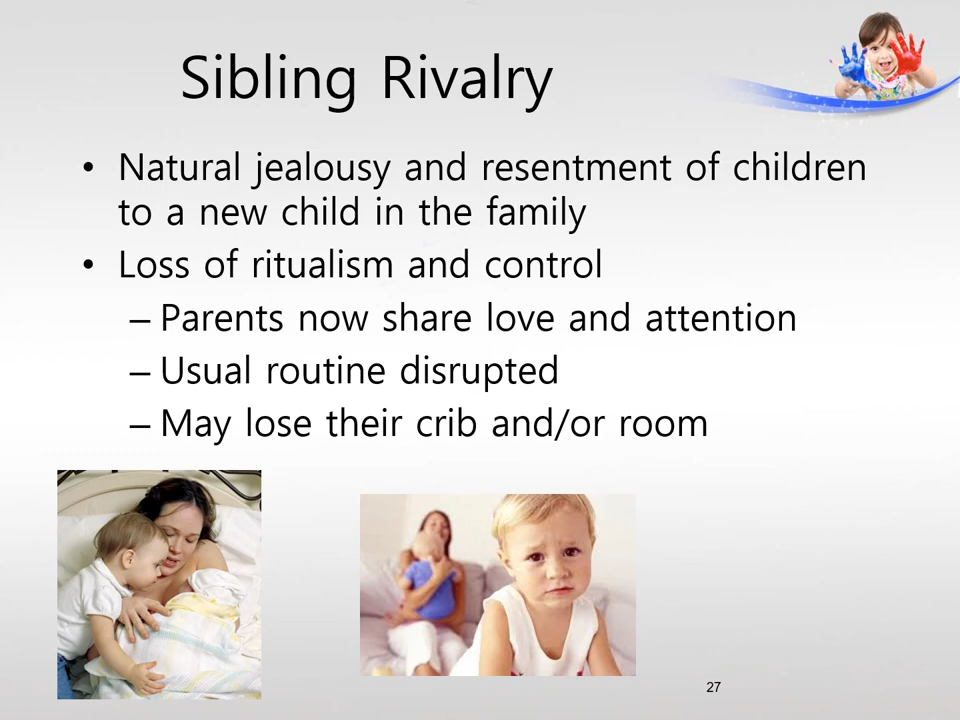 Sibling Rivalry
• Natural jealousy and resentment of children
to a new child in the family
• Loss of ritualism and control
– Parents now share love and attention
– Usual routine disrupted
– May lose their crib and/or room
27